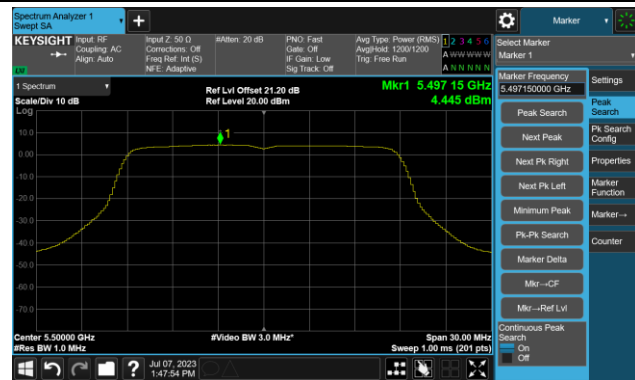 Spectrum Analyzer 1
Swept SA
Marker
KEYSIGHT
Input: RF
Coupling: AC
Align: Auto
Input Z: 50 Ω
Corrections: Off
Freq Ref: Int (S)
NFE: Adaptive
#Atten: 20 dB
PNO: Fast
Gate: Off
IF Gain: Low
Sig Track: Off
Avg Type: Power (RMS)
Avg|Hold: 1200/1200
Trig: Free Run
1 2 3 4 5 6
A W W W W W
A N N N N N
LW
Select Marker
Marker 1
1 Spectrum
Scale/Div 10 dB
Log
Ref Lvl Offset 21.20 dB
Ref Level 20.00 dBm
Mkr1 5.497 15 GHz
4.445 dBm
1
10.0
0.00
-10.0
-20.0
-30.0
-40.0
-50.0
-60.0
-70.0
Center 5.50000 GHz
#Res BW 1.0 MHz
#Video BW 3.0 MHz*
Span 30.00 MHz
Sweep 1.00 ms (201 pts)
Marker Frequency
5.497150000 GHz
Peak Search
Next Peak
Next Pk Right
Next Pk Left
Minimum Peak
Pk-Pk Search
Marker Delta
Mkr→CF
Mkr→Ref Lvl
Continuous Peak
Search
On
Off
Settings
Peak
Search
Pk Search
Config
Properties
Marker
Function
Marker→
Counter
Jul 07, 2023
1:47:54 PM